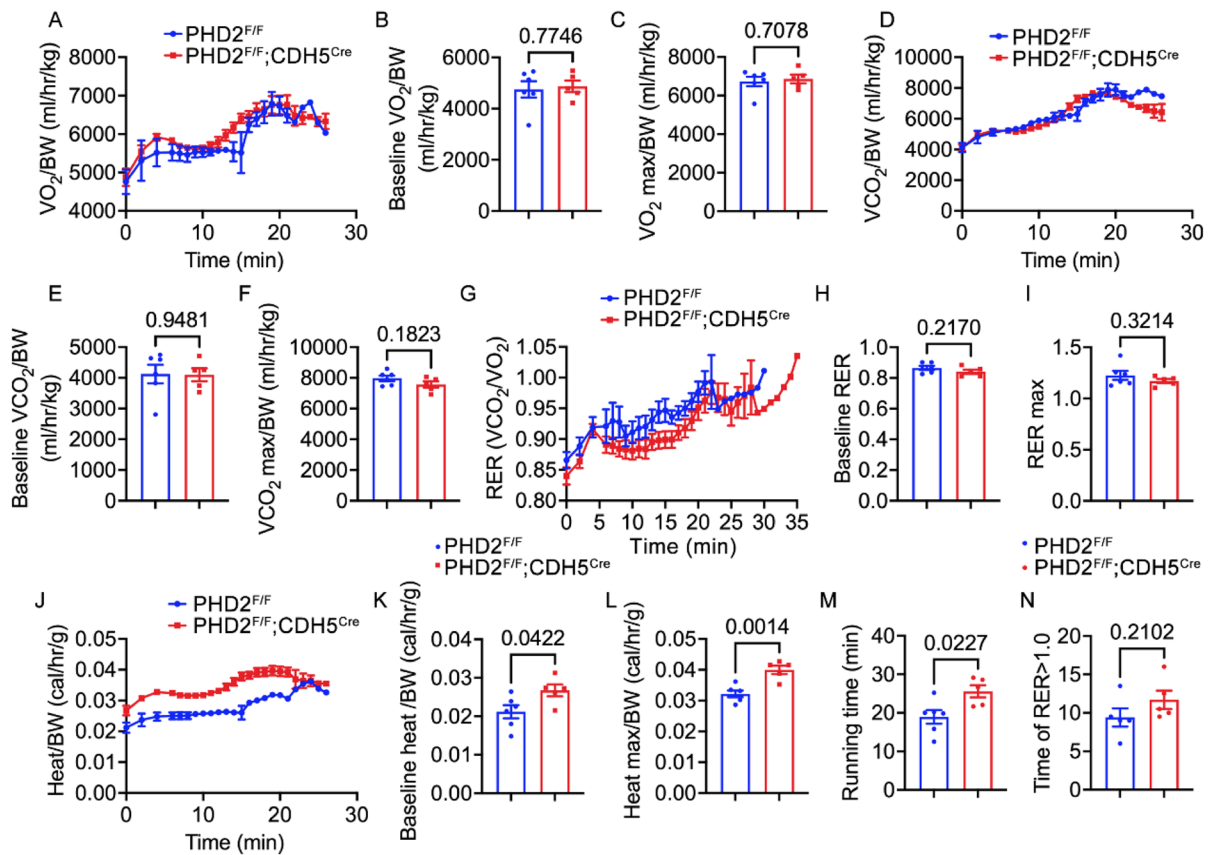 A
PHD2F/F
PHD2F/F;CDH5Cre
VO2/BW (ml/hr/kg)
8000
7000
6000
5000
4000
0 10 20 30
Time (min)
B
0.7746
Baseline VO2/BW
(ml/hr/kg)
6000
4000
2000
0
C
0.7078
VO2 max/BW (ml/hr/kg)
8000
6000
4000
2000
0
D
PHD2F/F
PHD2F/F;CDH5Cre
VCO2/BW (ml/hr/kg)
10000
8000
6000
4000
2000
0
0 10 20 30
Time (min)
E
0.9481
Baseline VCO2/BW
(ml/hr/kg)
5000
4000
3000
2000
1000
0
F
0.1823
VCO2 max/BW (ml/hr/kg)
10000
8000
6000
4000
2000
0
G
PHD2F/F
PHD2F/F;CDH5Cre
RER (VCO2/VO2)
1.05
1.00
0.95
0.90
0.85
0.80
0 5 10 15 20 25 30 35
Time (min)
H
0.2170
Baseline RER
1.0
0.8
0.6
0.4
0.2
0.0
I
0.3214
RER max
1.5
1.0
0.5
0.0
PHD2F/F
PHD2F/F;CDH5Cre
PHD2F/F
PHD2F/F;CDH5Cre
J
PHD2F/F
PHD2F/F;CDH5Cre
Heat/BW (cal/hr/g)
0.05
0.04
0.03
0.02
0.01
0.00
0 10 20 30
Time (min)
K
0.0422
Baseline heat /BW (cal/hr/g)
0.04
0.03
0.02
0.01
0.00
L
0.0014
Heat max/BW (cal/hr/g)
0.05
0.04
0.03
0.02
0.01
0.00
M
0.0227
Running time (min)
40
30
20
10
0
N
0.2102
Time of RER>1.0
20
15
10
5
0